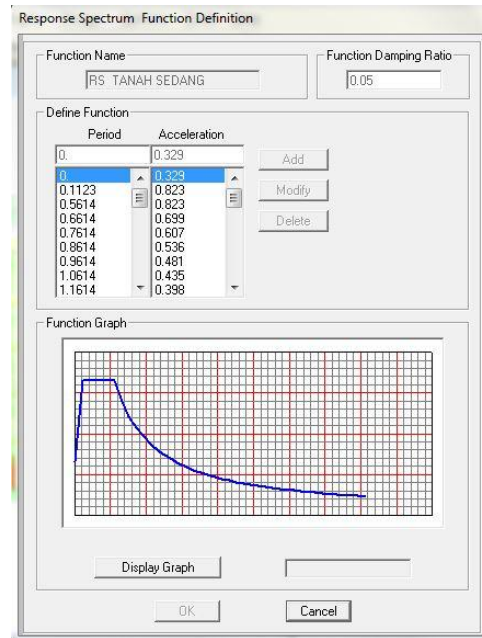 Response Spectrum Function Definition
Function Name
RS TANAH SEDANG
Function Damping Ratio
0.05
Define Function
Period Acceleration
0. 0.329
Add
Modify
Delete
0. 0.329
0.1123 0.823
0.5614 0.823
0.6614 0.699
0.7614 0.607
0.8614 0.536
0.9614 0.481
1.0614 0.435
1.1614 0.398
Function Graph
Display Graph
OK
Cancel